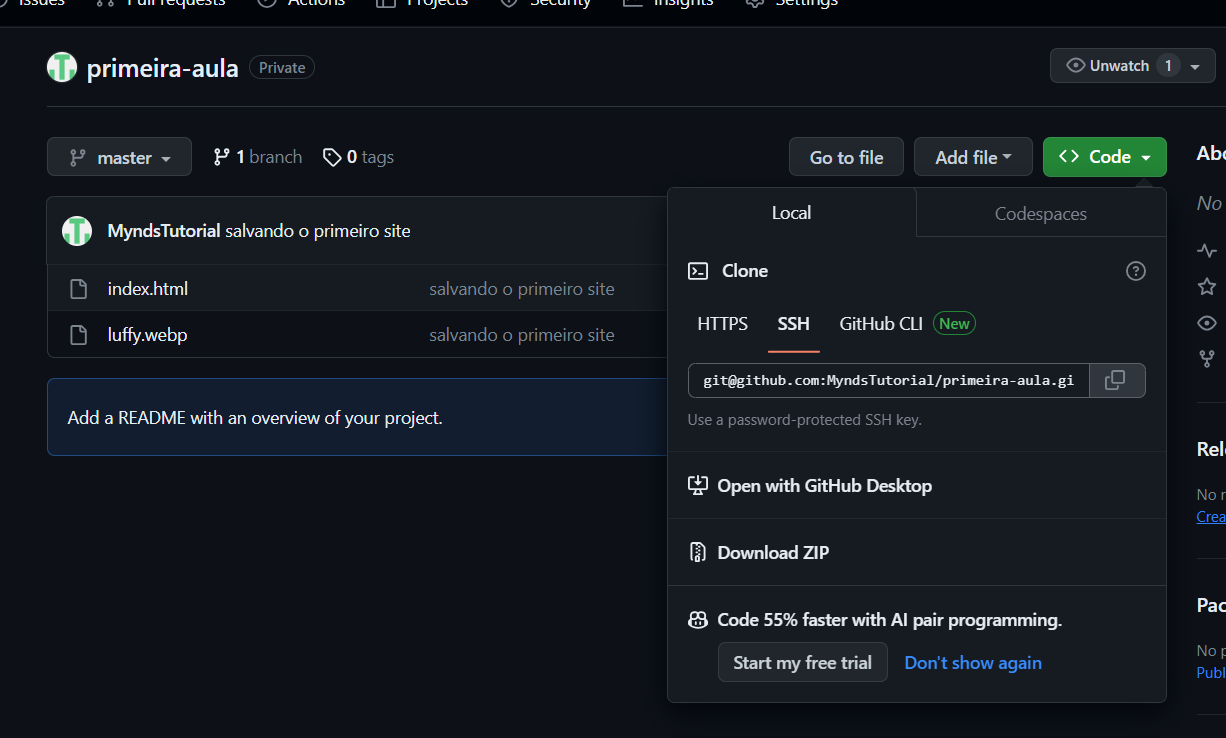 Issues Pull requests Actions Projects Security Insights Settings
primeira-aula Private
Unwatch 1
master 1 branch 0 tags
Go to file Add file Code
Abo
MyndsTutorial salvando o primeiro site
index.html salvando o primeiro site
luffy.webp salvando o primeiro site
Add a README with an overview of your project.
Local Codespaces
Clone
HTTPS SSH GitHub CLI New
git@github.com:MyndsTutorial/primeira-aula.gi
Use a password-protected SSH key.
Open with GitHub Desktop
Download ZIP
Code 55% faster with AI pair programming.
Start my free trial Don't show again
No
Rel
No r
Crea
Pac
No p
Publ